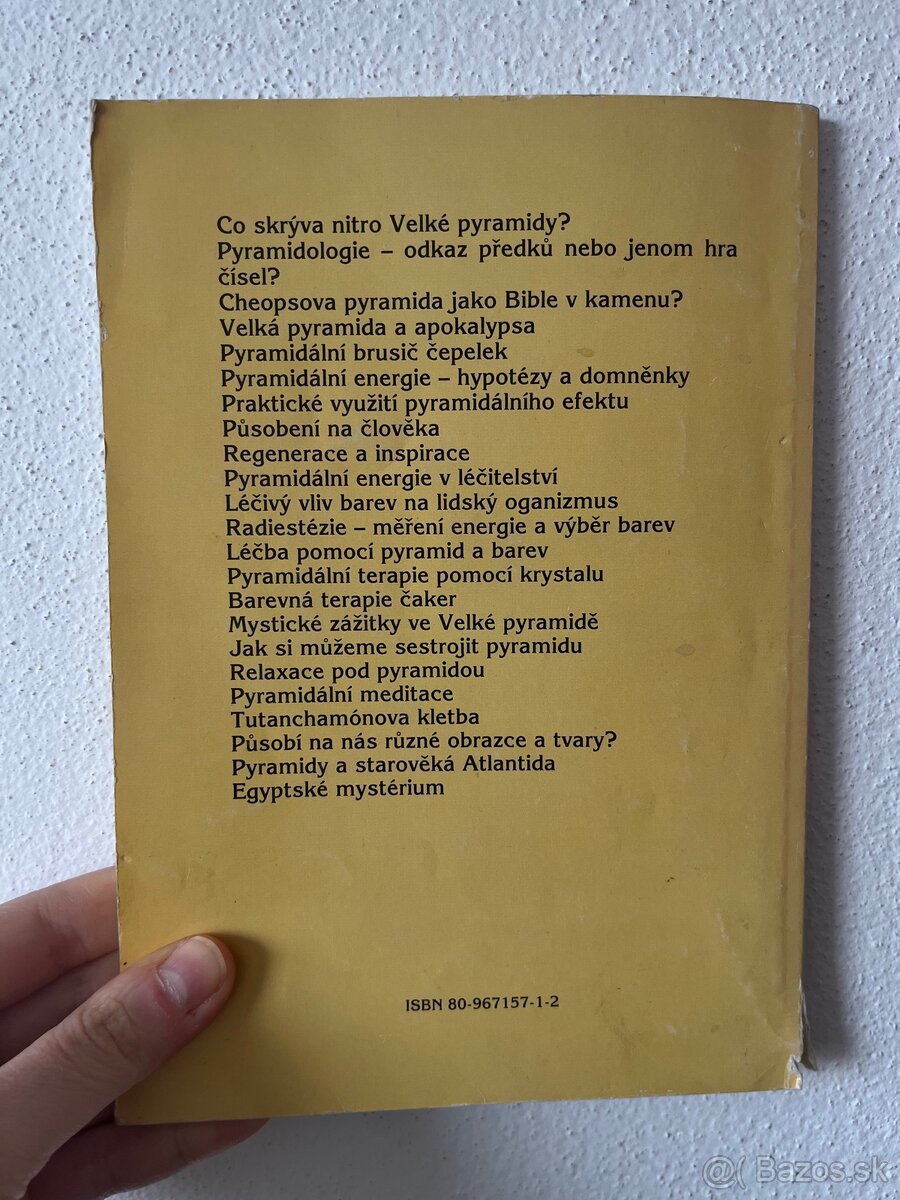 Co skrýva nitro Velké pyramidy?
Pyramidologie – odkaz předků nebo jenom hra
čísel?
Cheopsova pyramida jako Bible v kamenu?
Velká pyramida a apokalypsa
Pyramidální brusič čepelek
Pyramidální energie – hypotézy a domněnky
Praktické využití pyramidálního efektu
Působení na člověka
Regenerace a inspirace
Pyramidální energie v léčitelství
Léčivý vliv barev na lidský oganizmus
Radiestézie – měření energie a výběr barev
Léčba pomocí pyramid a barev
Pyramidální terapie pomocí krystalu
Barevná terapie čaker
Mystické zážitky ve Velké pyramidě
Jak si můžeme sestrojit pyramidu
Relaxace pod pyramidou
Pyramidální meditace
Tutanchamónova kletba
Působí na nás různé obrazce a tvary?
Pyramidy a starověká Atlantida
Egyptské mystérium
ISBN 80-967157-1-2
@( Bazos.sk